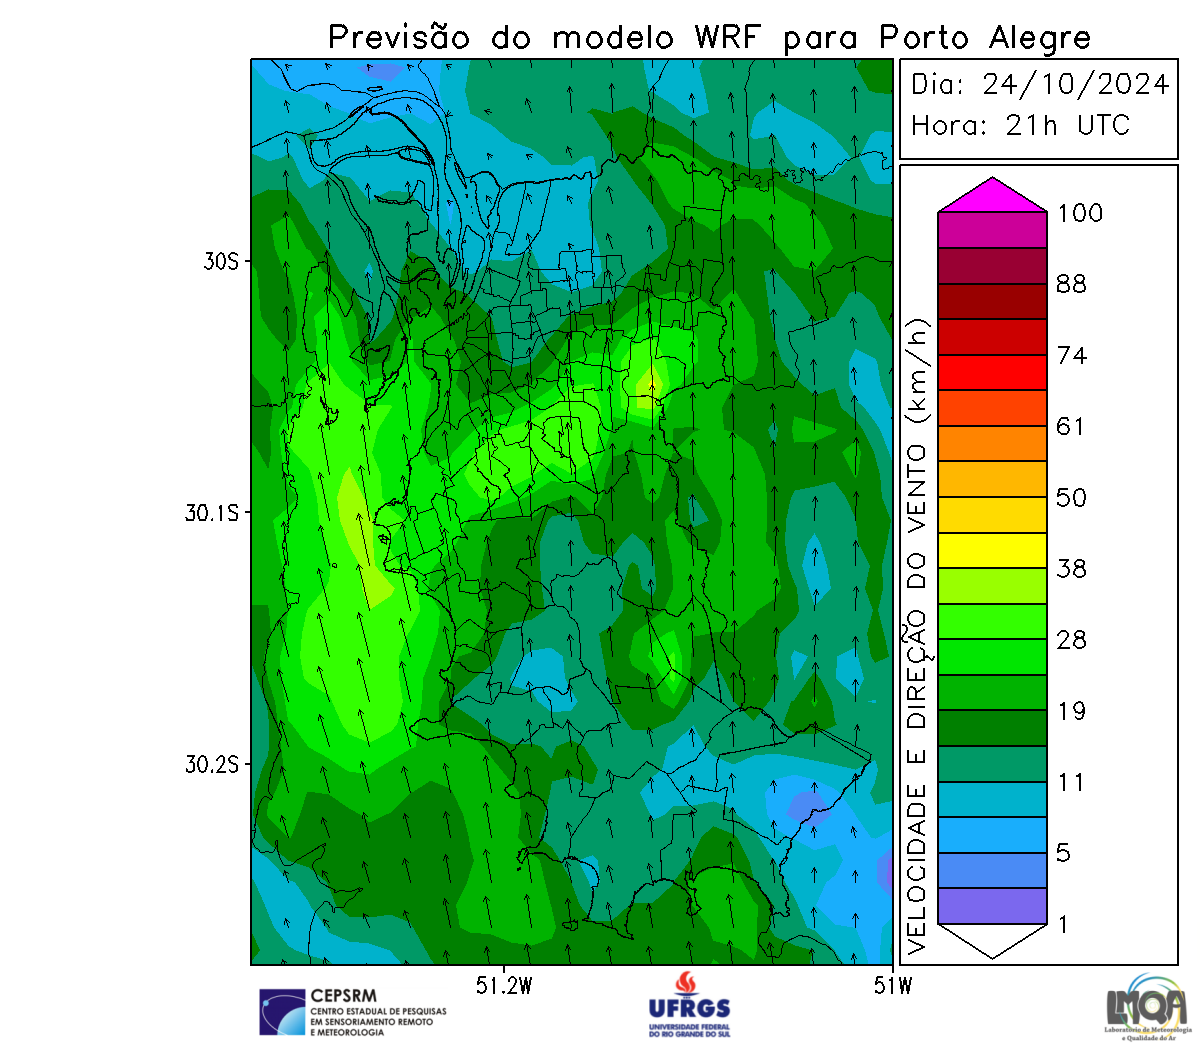 Previsão do modelo WRF para Porto Alegre
Dia: 24/10/2024
Hora: 21h UTC
100
88
74
61
50
38
28
19
11
5
1
VELOCIDADE E DIREÇÃO DO VENTO (km/h)
30S
30.1S
30.2S
51.2W
51W
CEPSRM
CENTRO ESTADUAL DE PESQUISAS
EM SENSORIAMENTO REMOTO
E METEOROLOGIA
UFRGS
UNIVERSIDADE FEDERAL
DO RIO GRANDE DO SUL
LMQA
Laboratório de Meteorologia
e Qualidade do Ar